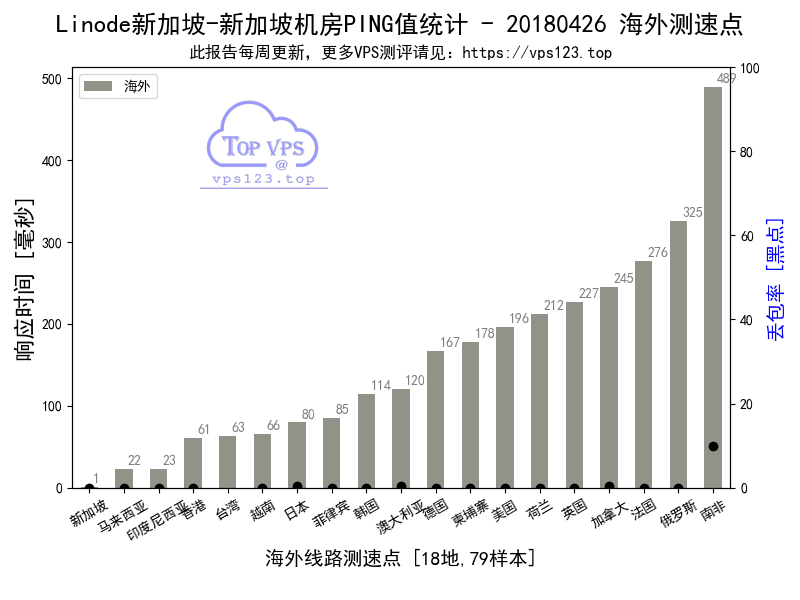 Linode新加坡-新加坡机房PING值统计 - 20180426 海外测速点
此报告每周更新, 更多VPS测评请见: https://vps123.top
海外
Top VPS
@
vps123.top
响应时间 [毫秒]
500
400
300
200
100
0
丢包率 [黑点]
100
80
60
40
20
0
1
22
23
61
63
66
80
85
114
120
167
178
196
212
227
245
276
325
489
新加坡
马来西亚
印度尼西亚
香港
台湾
越南
日本
菲律宾
韩国
澳大利亚
德国
柬埔寨
美国
荷兰
英国
加拿大
法国
俄罗斯
南非
海外线路测速点 [18地,79样本]